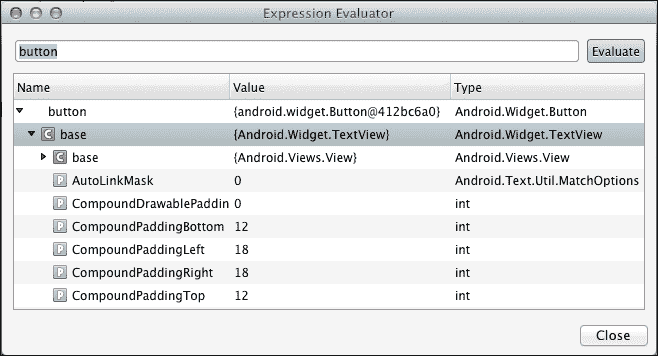 Expression Evaluator
button Evaluate
Name Value Type
button {android.widget.Button@412bc6a0} Android.Widget.Button
C base {Android.Widget.TextView} Android.Widget.TextView
C base {Android.Views.View} Android.Views.View
P AutoLinkMask 0 Android.Text.Util.MatchOptions
P CompoundDrawablePaddin 0 int
P CompoundPaddingBottom 12 int
P CompoundPaddingLeft 18 int
P CompoundPaddingRight 18 int
P CompoundPaddingTop 12 int
Close